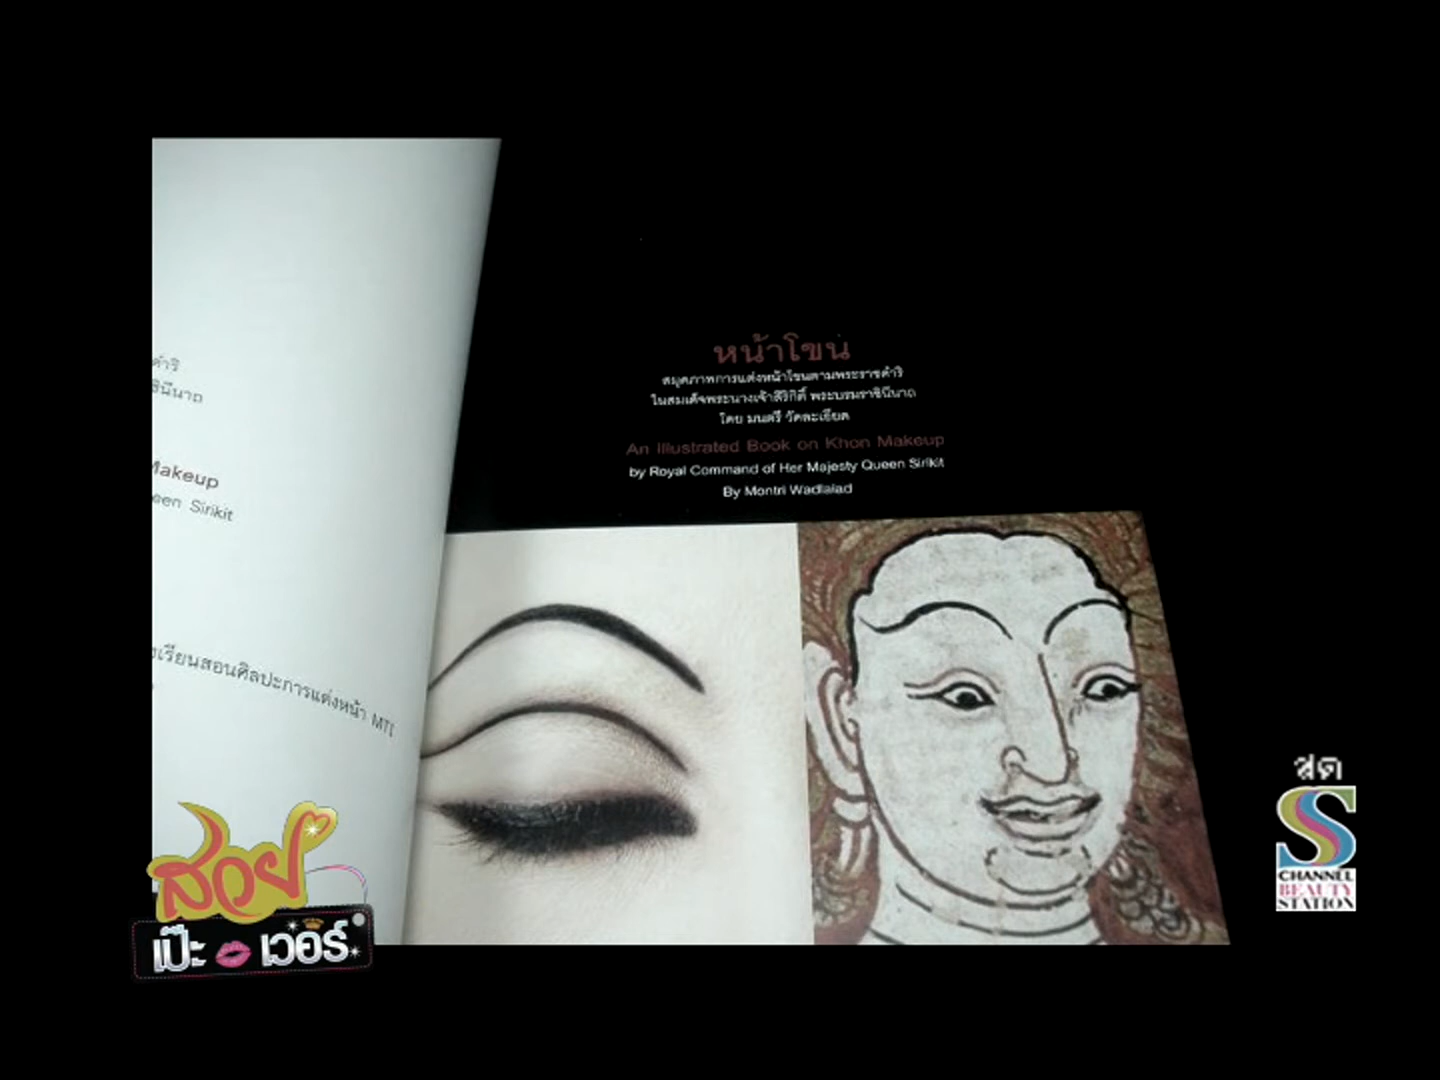 ดำริ
ชินีนาถ
Makeup
een Sirikit
งเรียนสอนศิลปะการแต่งหน้า MTI
หน้าโขน
สมุดภาพการแต่งหน้าโขนตามพระราชดำริ
ในสมเด็จพระนางเจ้าสิริกิติ์ พระบรมราชินีนาถ
โดย มนตรี วัดละเอียด
An Illustrated Book on Khon Makeup
by Royal Command of Her Majesty Queen Sirikit
By Montri Wadlalad
สวย
เป๊ะ เวอร์
สด
S
CHANNEL
BEAUTY
STATION